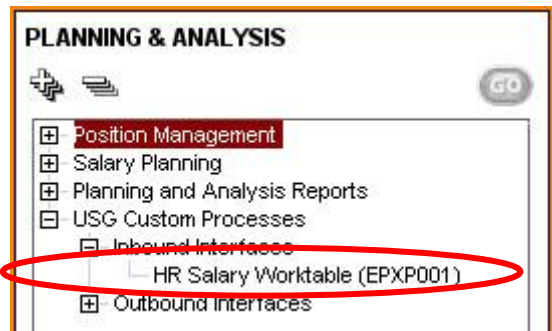 PLANNING & ANALYSIS
GO
Position Management
Salary Planning
Planning and Analysis Reports
USG Custom Processes
Inbound Interfaces
HR Salary Worktable (EPXP001)
Outbound Interfaces